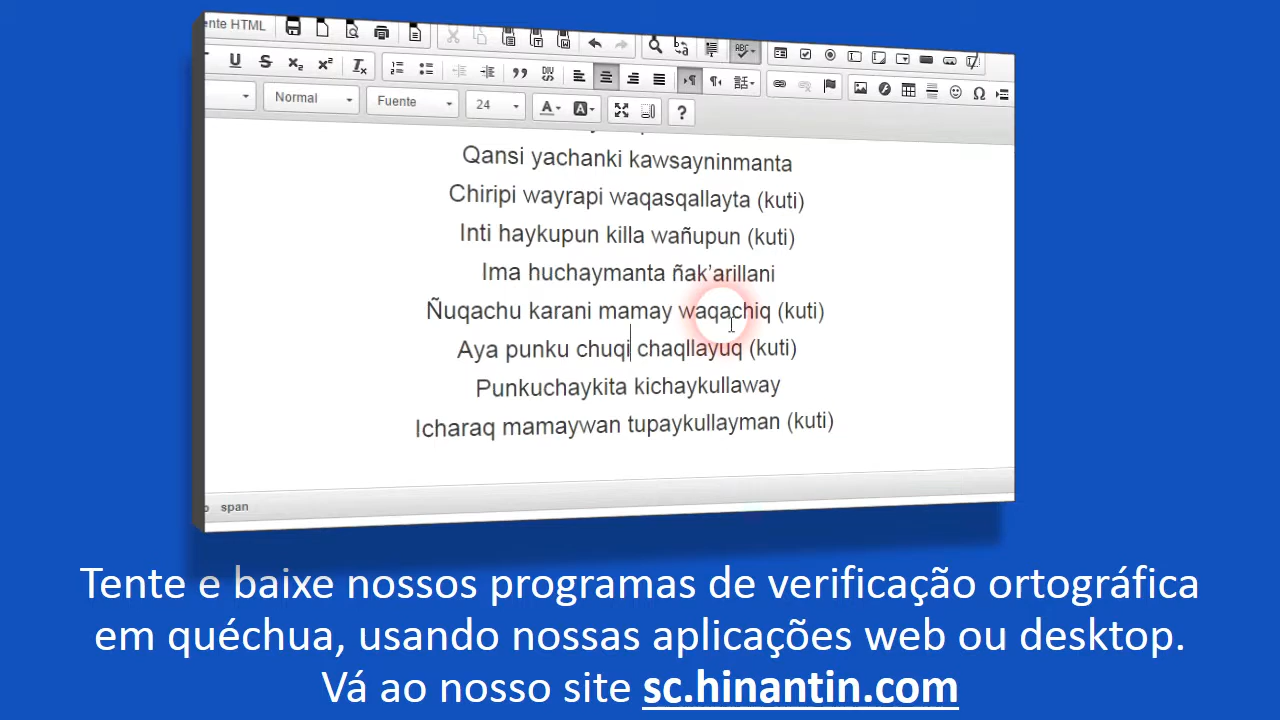 ente HTML
Normal
Fuente
24
Qansi yachanki kawsayninmanta
Chiripi wayrapi waqasqallayta (kuti)
Inti haykupun killa wañupun (kuti)
Ima huchaymanta ñak'arillani
Ñuqachu karani mamay waqachiq (kuti)
Aya punku chuqi chaqllayuq (kuti)
Punkuchaykita kichaykullaway
Icharaq mamaywan tupaykullayman (kuti)
span
Tente e baixe nossos programas de verificação ortográfica
em quéchua, usando nossas aplicações web ou desktop.
Vá ao nosso site sc.hinantin.com